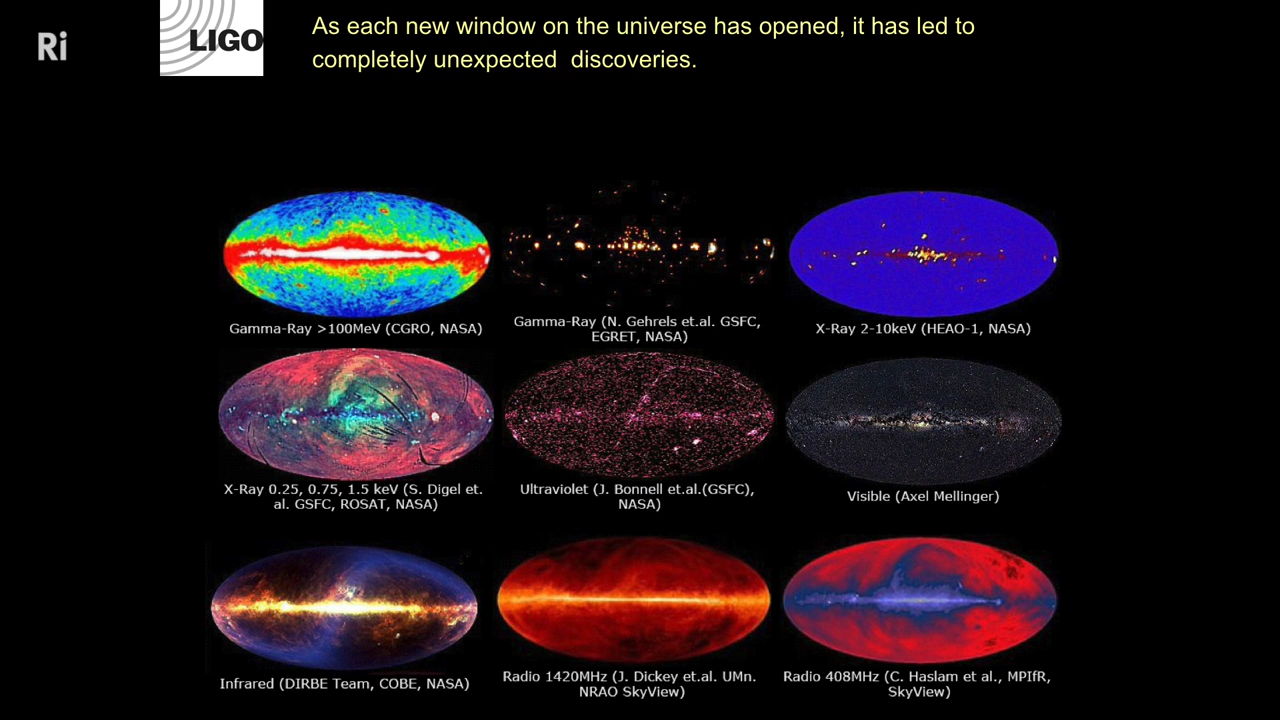 Ri
LIGO
As each new window on the universe has opened, it has led to
completely unexpected  discoveries.
Gamma-Ray >100MeV (CGRO, NASA)
Gamma-Ray (N. Gehrels et.al. GSFC,
EGRET, NASA)
X-Ray 2-10keV (HEAO-1, NASA)
X-Ray 0.25, 0.75, 1.5 keV (S. Digel et.
al. GSFC, ROSAT, NASA)
Ultraviolet (J. Bonnell et.al.(GSFC),
NASA)
Visible (Axel Mellinger)
Infrared (DIRBE Team, COBE, NASA)
Radio 1420MHz (J. Dickey et.al. UMn.
NRAO SkyView)
Radio 408MHz (C. Haslam et al., MPIfR,
SkyView)